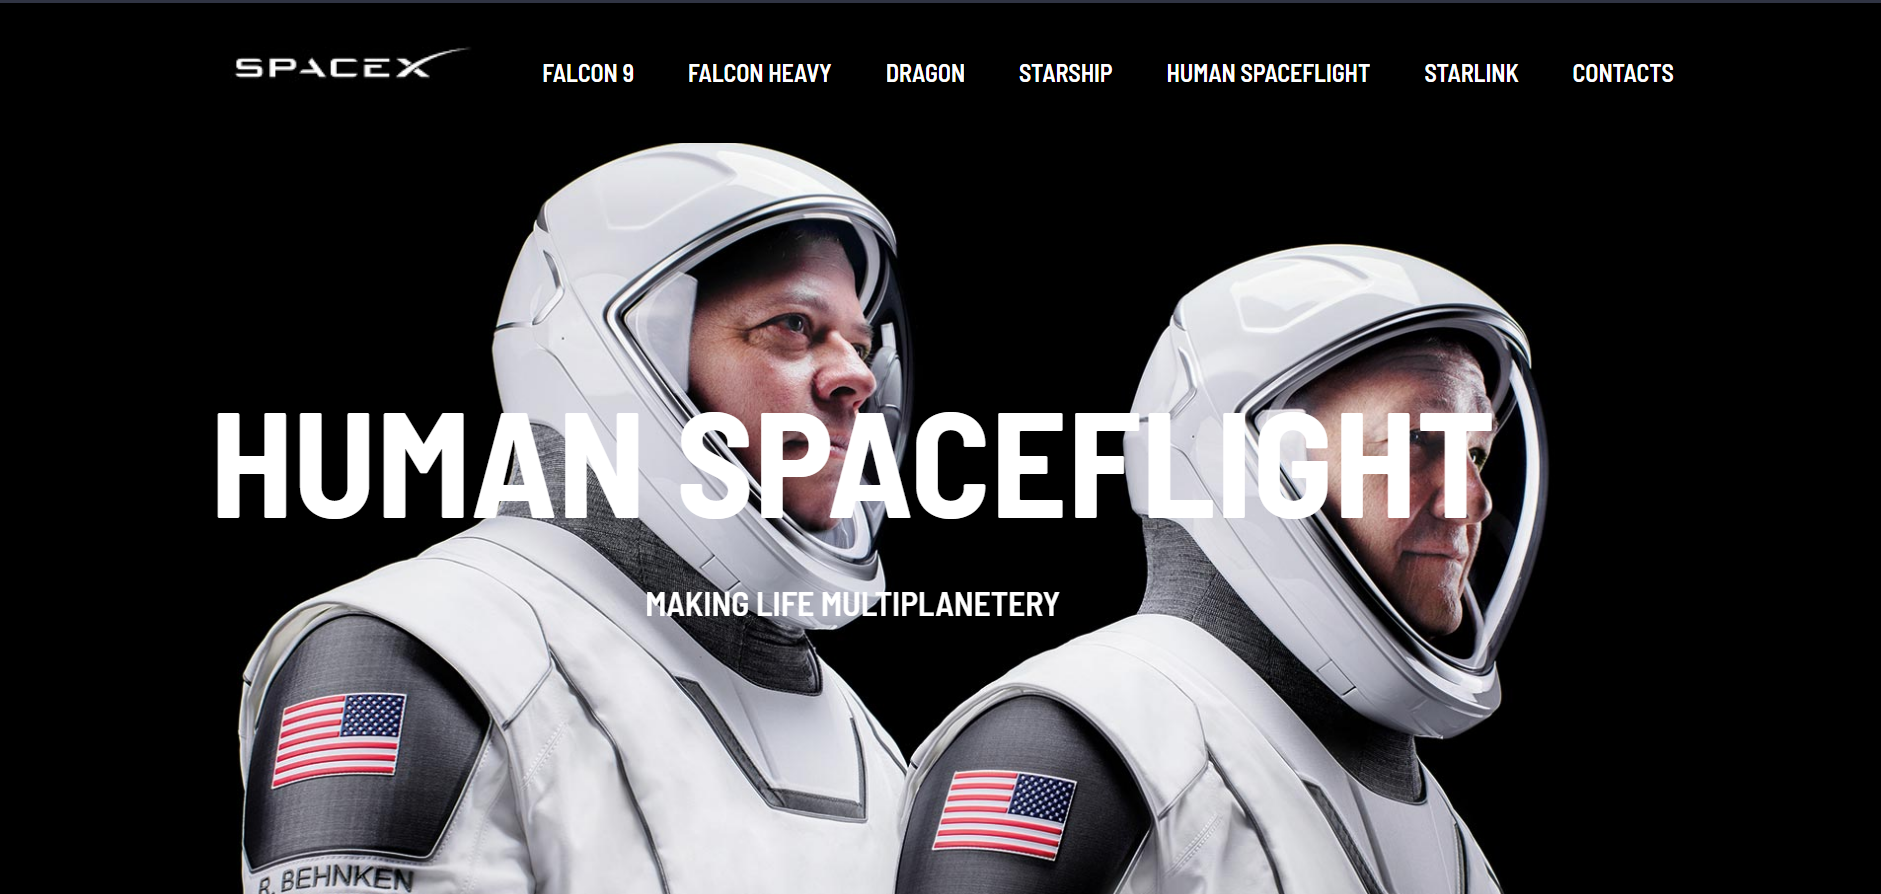 SPACEX
FALCON 9
FALCON HEAVY
DRAGON
STARSHIP
HUMAN SPACEFLIGHT
STARLINK
CONTACTS
HUMAN SPACEFLIGHT
MAKING LIFE MULTIPLANETERY
R. BEHNKEN